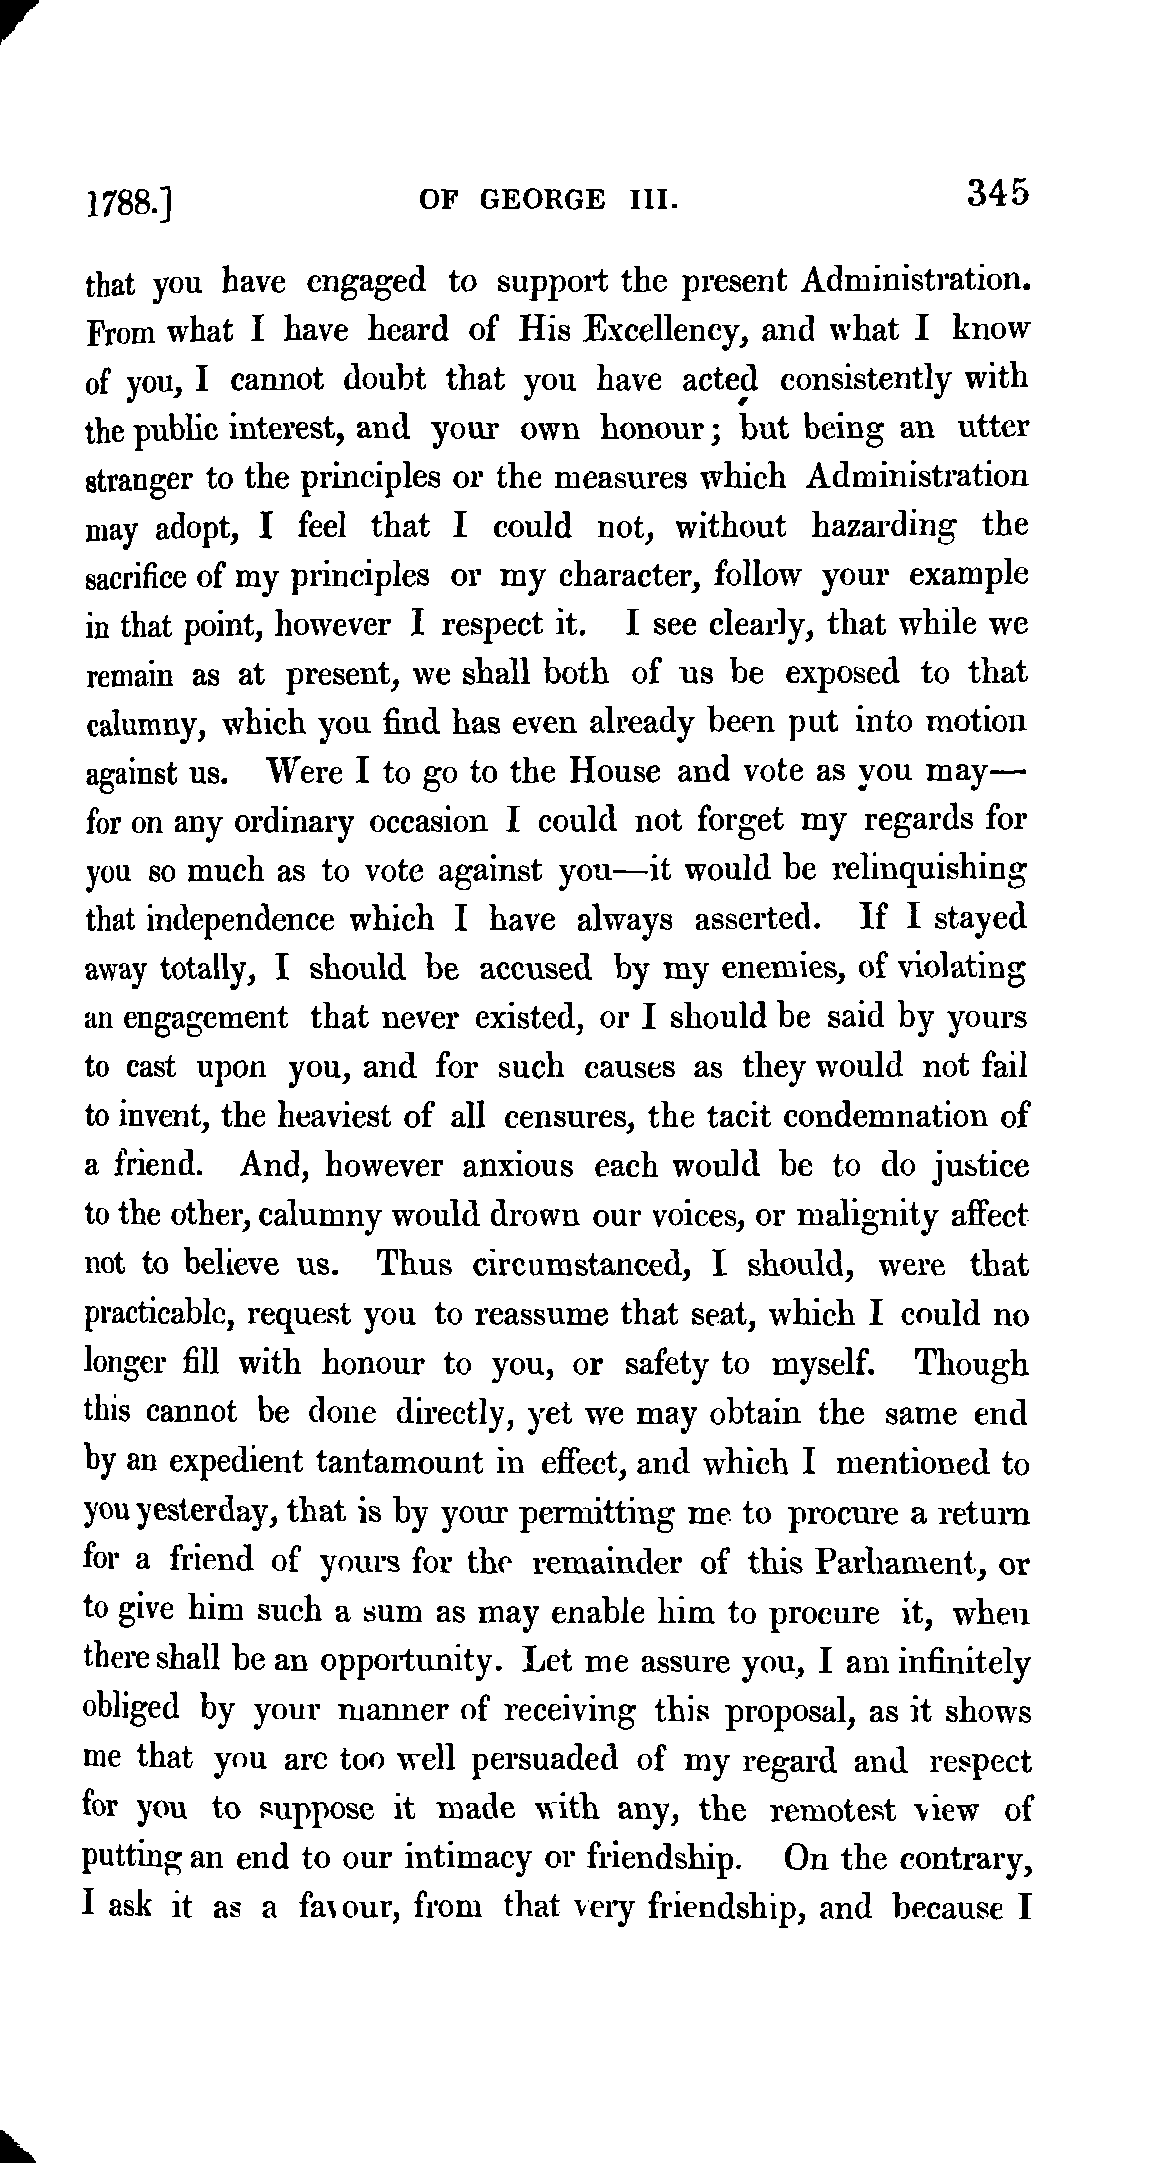 1788.] OF GEORGE III. 345
that you have engaged to support the present Administration.
From what I have heard of His Excellency, and what I know
of you, I cannot doubt that you have acted consistently with
the public interest, and your own honour; but being an utter
stranger to the principles or the measures which Administration
may adopt, I feel that I could not, without hazarding the
sacrifice of my principles or my character, follow your example
in that point, however I respect it. I see clearly, that while we
remain as at present, we shall both of us be exposed to that
calumny, which you find has even already been put into motion
against us. Were I to go to the House and vote as you may—
for on any ordinary occasion I could not forget my regards for
you so much as to vote against you—it would be relinquishing
that independence which I have always asserted. If I stayed
away totally, I should be accused by my enemies, of violating
an engagement that never existed, or I should be said by yours
to cast upon you, and for such causes as they would not fail
to invent, the heaviest of all censures, the tacit condemnation of
a friend. And, however anxious each would be to do justice
to the other, calumny would drown our voices, or malignity affect
not to believe us. Thus circumstanced, I should, were that
practicable, request you to reassume that seat, which I could no
longer fill with honour to you, or safety to myself. Though
this cannot be done directly, yet we may obtain the same end
by an expedient tantamount in effect, and which I mentioned to
you yesterday, that is by your permitting me to procure a return
for a friend of yours for the remainder of this Parliament, or
to give him such a sum as may enable him to procure it, when
there shall be an opportunity. Let me assure you, I am infinitely
obliged by your manner of receiving this proposal, as it shows
me that you are too well persuaded of my regard and respect
for you to suppose it made with any, the remotest view of
putting an end to our intimacy or friendship. On the contrary,
I ask it as a favour, from that very friendship, and because I